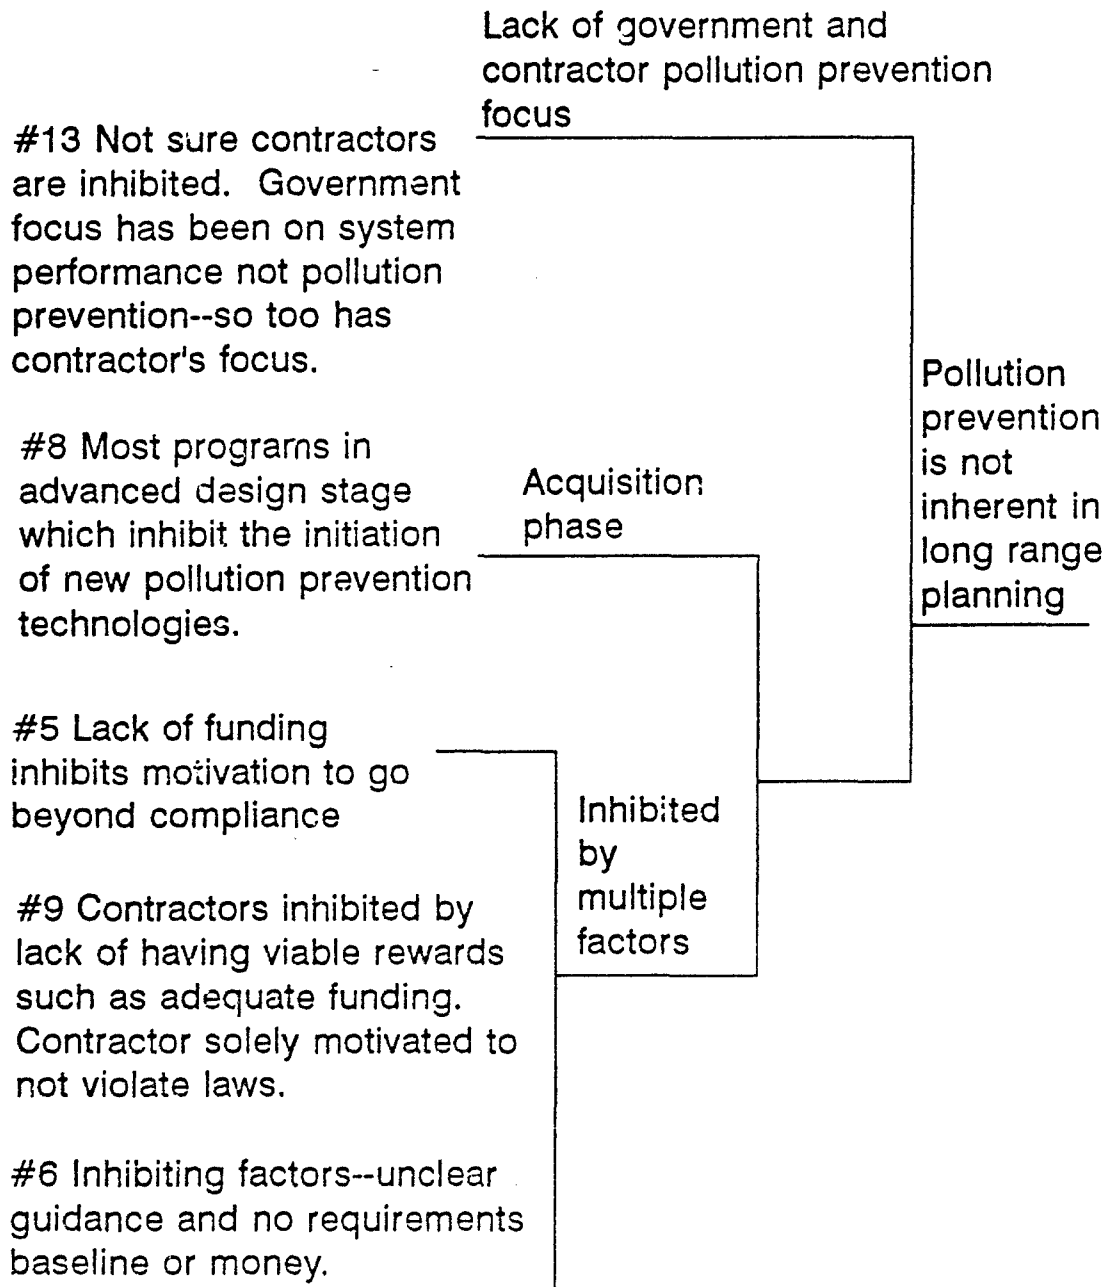 Lack of government and
contractor pollution prevention
focus
#13 Not sure contractors
are inhibited. Government
focus has been on system
performance not pollution
prevention--so too has
contractor's focus.
Pollution
prevention
is not
inherent in
long range
planning
#8 Most programs in
advanced design stage
which inhibit the initiation
of new pollution prevention
technologies.
Acquisition
phase
#5 Lack of funding
inhibits motivation to go
beyond compliance
Inhibited
by
multiple
factors
#9 Contractors inhibited by
lack of having viable rewards
such as adequate funding.
Contractor solely motivated to
not violate laws.
#6 Inhibiting factors--unclear
guidance and no requirements
baseline or money.